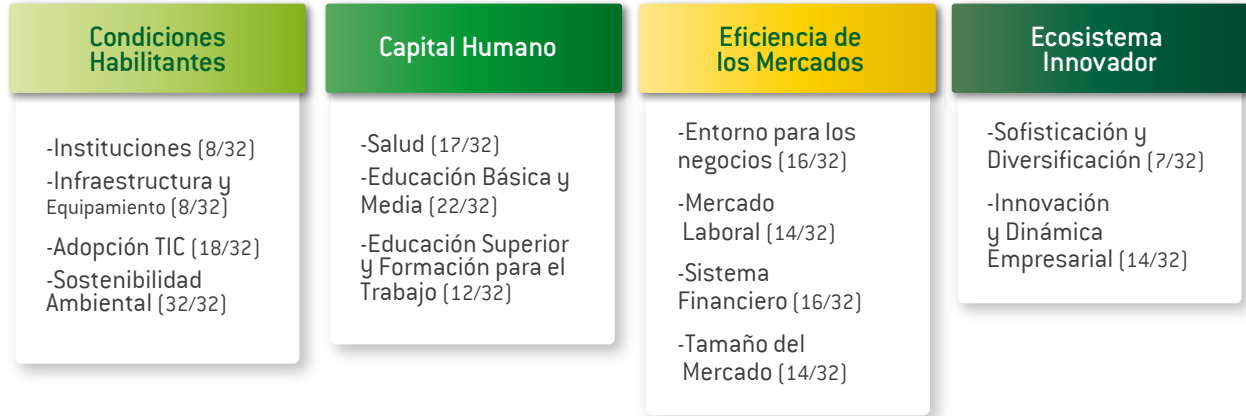 Condiciones
Habilitantes
-Instituciones (8/32)
-Infraestructura y
Equipamiento (8/32)
-Adopción TIC (18/32)
-Sostenibilidad
Ambiental (32/32)
Capital Humano
-Salud (17/32)
-Educación Básica y
Media (22/32)
-Educación Superior
y Formación para el
Trabajo (12/32)
Eficiencia de
los Mercados
-Entorno para los
negocios (16/32)
-Mercado
Laboral (14/32)
-Sistema
Financiero (16/32)
-Tamaño del
Mercado (14/32)
Ecosistema
Innovador
-Sofisticación y
Diversificación (7/32)
-Innovación
y Dinámica
Empresarial (14/32)